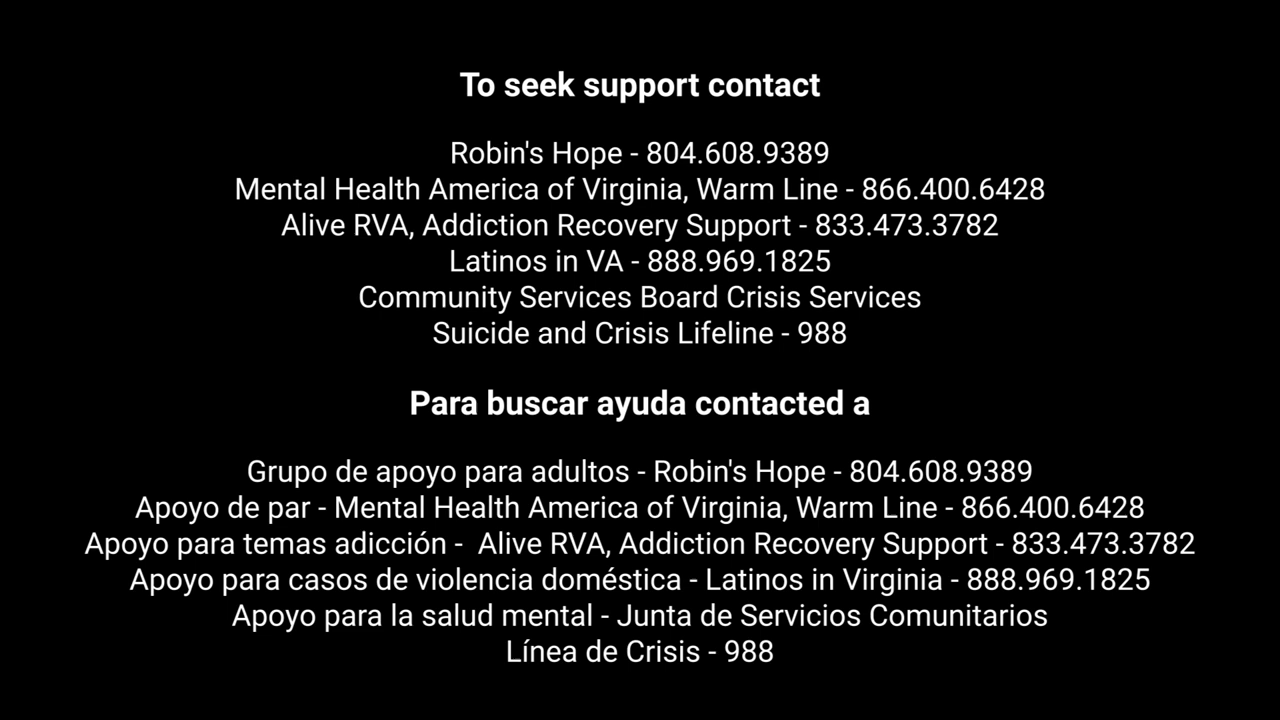 To seek support contact
Robin's Hope - 804.608.9389
Mental Health America of Virginia, Warm Line - 866.400.6428
Alive RVA, Addiction Recovery Support - 833.473.3782
Latinos in VA - 888.969.1825
Community Services Board Crisis Services
Suicide and Crisis Lifeline - 988
Para buscar ayuda contacted a
Grupo de apoyo para adultos - Robin's Hope - 804.608.9389
Apoyo de par - Mental Health America of Virginia, Warm Line - 866.400.6428
Apoyo para temas adicción -  Alive RVA, Addiction Recovery Support - 833.473.3782
Apoyo para casos de violencia doméstica - Latinos in Virginia - 888.969.1825
Apoyo para la salud mental - Junta de Servicios Comunitarios
Línea de Crisis - 988